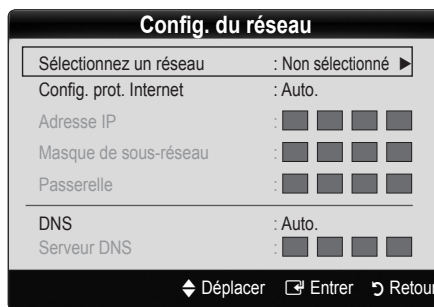 Config. du réseau
Sélectionnez un réseau : Non sélectionné ►
Config. prot. Internet : Auto.
Adresse IP :
Masque de sous-réseau :
Passerelle :
DNS : Auto.
Serveur DNS :
Déplacer Entrer Retour